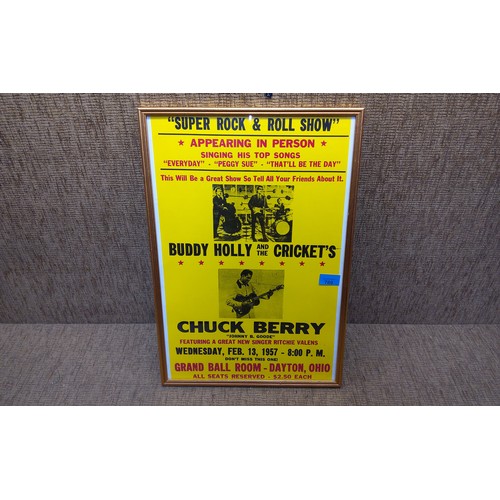 "SUPER ROCK & ROLL SHOW"
★ APPEARING IN PERSON ★
SINGING HIS TOP SONGS
"EVERYDAY" - "PEGGY SUE" - "THAT'LL BE THE DAY"
This Will Be a Great Show So Tell All Your Friends About It.
BUDDY HOLLY AND THE CRICKET'S
CHUCK BERRY
"JOHNNY B. GOODE"
FEATURING A GREAT NEW SINGER RITCHIE VALENS
WEDNESDAY, FEB. 13, 1957 - 8:00 P. M.
DON'T MISS THIS ONE!
GRAND BALL ROOM - DAYTON, OHIO
ALL SEATS RESERVED - $2.50 EACH